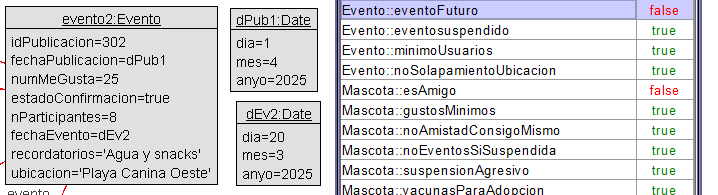 evento2:Evento
idPublicacion=302
fechaPublicacion=dPub1
numMeGusta=25
estadoConfirmacion=true
nParticipantes=8
fechaEvento=dEv2
recordatorios='Agua y snacks'
ubicacion='Playa Canina Oeste'
evento
dPub1:Date
dia=1
mes=4
anyo=2025
dEv2:Date
dia=20
mes=3
anyo=2025
Evento::eventoFuturo false
Evento::eventosuspendido true
Evento::minimoUsuarios true
Evento::noSolapamientoUbicacion true
Mascota::esAmigo false
Mascota::gustosMinimos true
Mascota::noAmistadConsigoMismo true
Mascota::noEventosSiSuspendida true
Mascota::suspensionAgresivo true
Mascota::vacunasParaAdopcion true